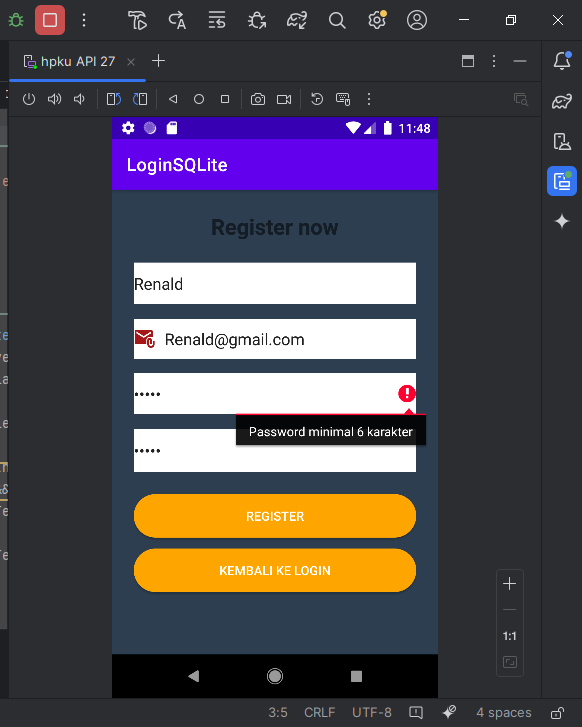 hpku API 27
11:48
LoginSQLite
Register now
Renald
Renald@gmail.com
•••••
Password minimal 6 karakter
•••••
REGISTER
KEMBALI KE LOGIN
1:1
3:5 CRLF UTF-8 4 spaces